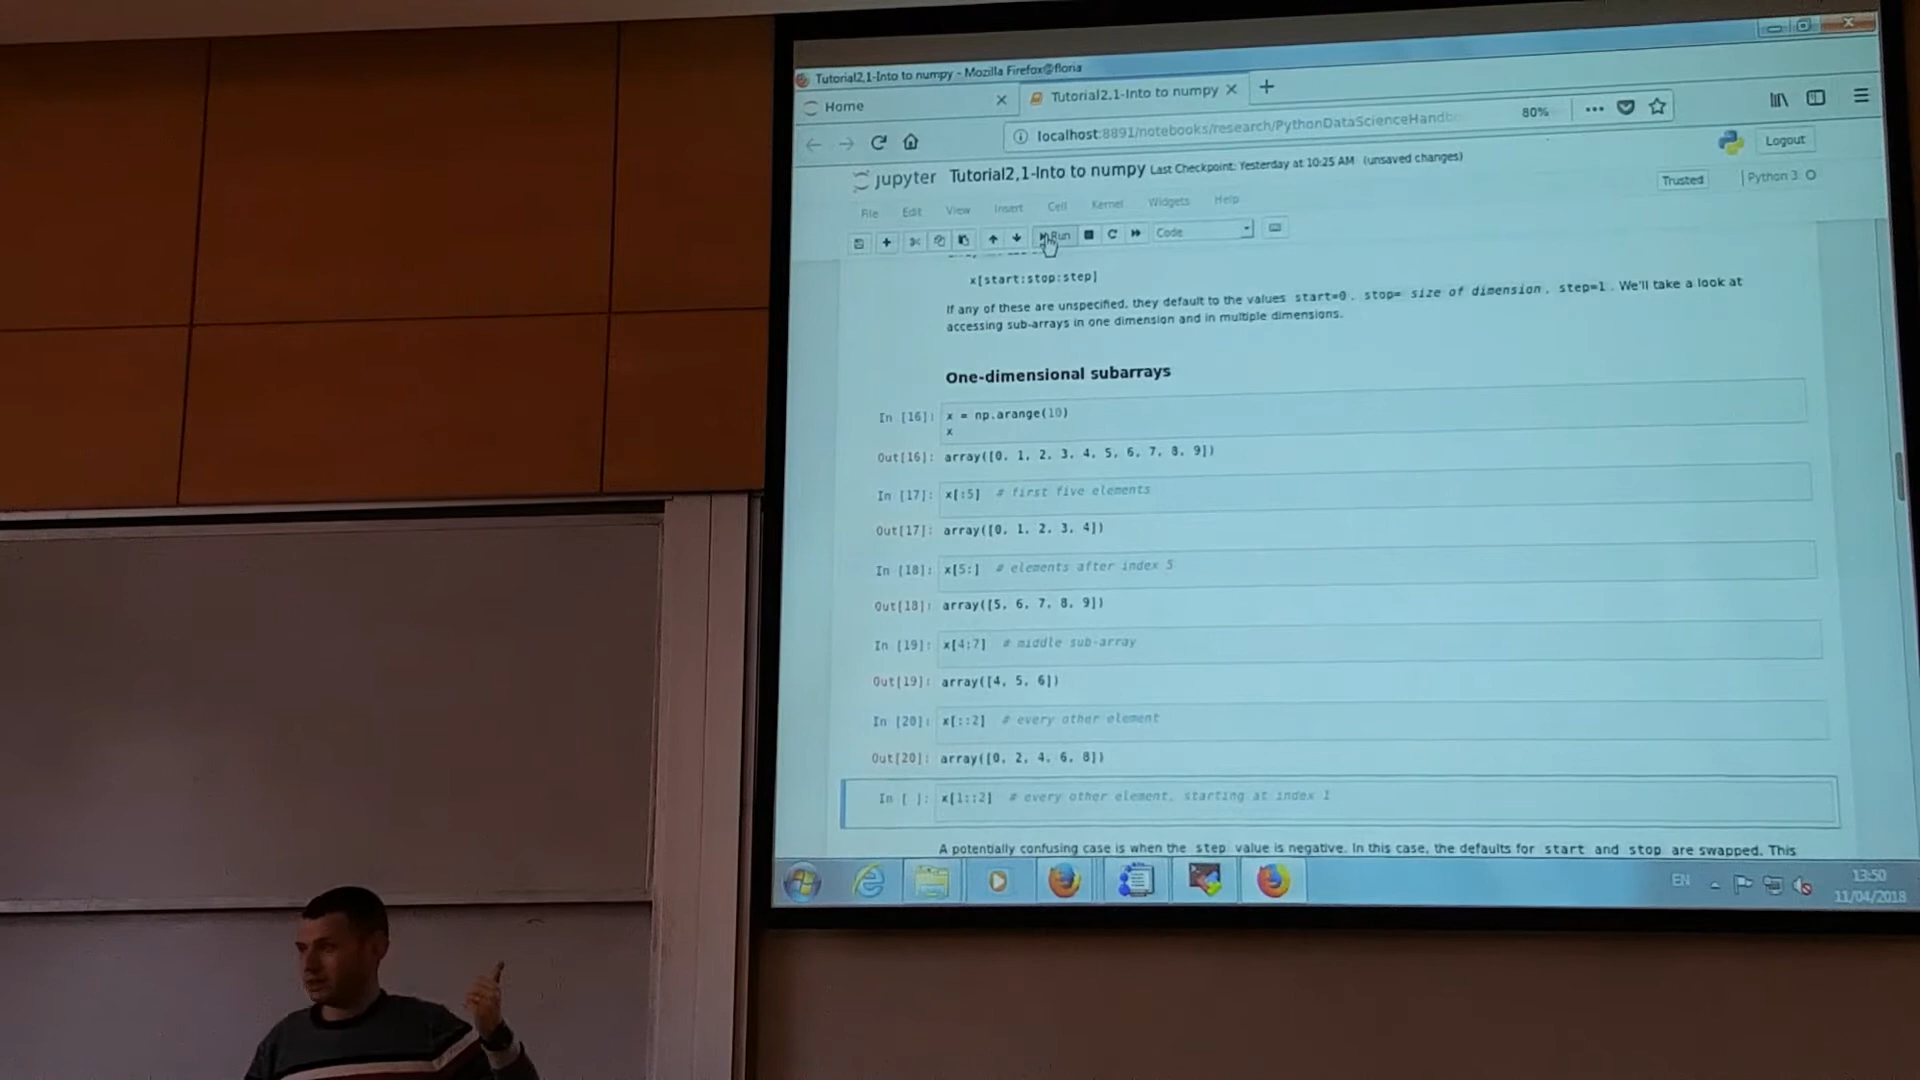 Tutorial2,1-Into to numpy - Mozilla Firefox@floria
Home
Tutorial2,1-Into to numpy
localhost:8891/notebooks/research/PythonDataScienceHandb
80%
jupyter Tutorial2,1-Into to numpy Last Checkpoint: Yesterday at 10:25 AM (unsaved changes)
Logout
File Edit View Insert Cell Kernel Widgets Help
Trusted
Python 3
Run
Code
x[start:stop:step]
If any of these are unspecified, they default to the values start=0 , stop= size of dimension , step=1 . We'll take a look at
accessing sub-arrays in one dimension and in multiple dimensions.
One-dimensional subarrays
In [16]: x = np.arange(10)
x
Out[16]: array([0, 1, 2, 3, 4, 5, 6, 7, 8, 9])
In [17]: x[:5] # first five elements
Out[17]: array([0, 1, 2, 3, 4])
In [18]: x[5:] # elements after index 5
Out[18]: array([5, 6, 7, 8, 9])
In [19]: x[4:7] # middle sub-array
Out[19]: array([4, 5, 6])
In [20]: x[::2] # every other element
Out[20]: array([0, 2, 4, 6, 8])
In [ ]: x[1::2] # every other element, starting at index 1
A potentially confusing case is when the step value is negative. In this case, the defaults for start and stop are swapped. This
EN
13:50
11/04/2018